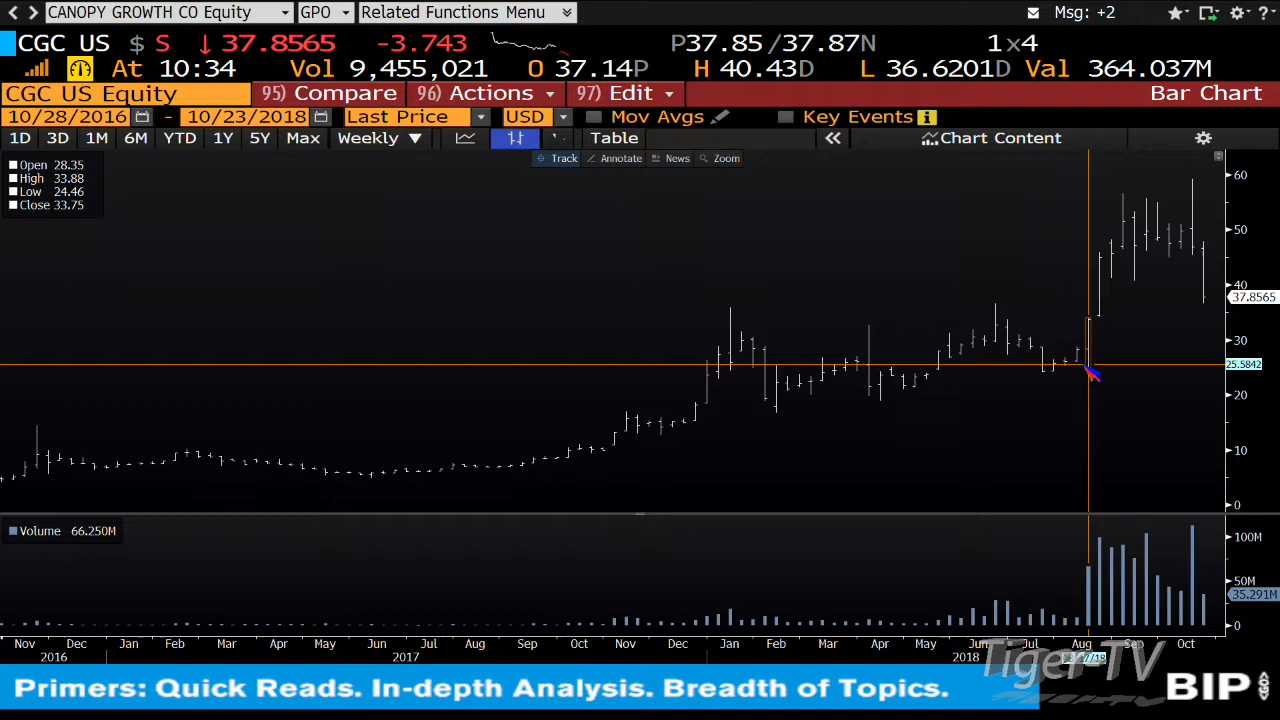 CANOPY GROWTH CO Equity GPO Related Functions Menu Msg: +2
CGC US $ S ↓ 37.8565 -3.743 P37.85/37.87N 1x4
At 10:34 Vol 9,455,021 O 37.14P H 40.43D L 36.6201D Val 364.037M
CGC US Equity 95) Compare 96) Actions 97) Edit Bar Chart
10/28/2016 - 10/23/2018 Last Price USD Mov Avgs Key Events
1D 3D 1M 6M YTD 1Y 5Y Max Weekly ▼ Table « Chart Content
Track Annotate News Zoom
Open 28.35
High 33.88
Low 24.46
Close 33.75
60
50
40
37.8565
30
25.5842
20
10
0
Volume 66.250M
100M
50M
35.291M
0
Nov Dec Jan Feb Mar Apr May Jun Jul Aug Sep Oct Nov Dec Jan Feb Mar Apr May Jun Jul Aug Sep Oct
2016 2017 2018
Tiger-TV
Primers: Quick Reads. In-depth Analysis. Breadth of Topics.
BIP